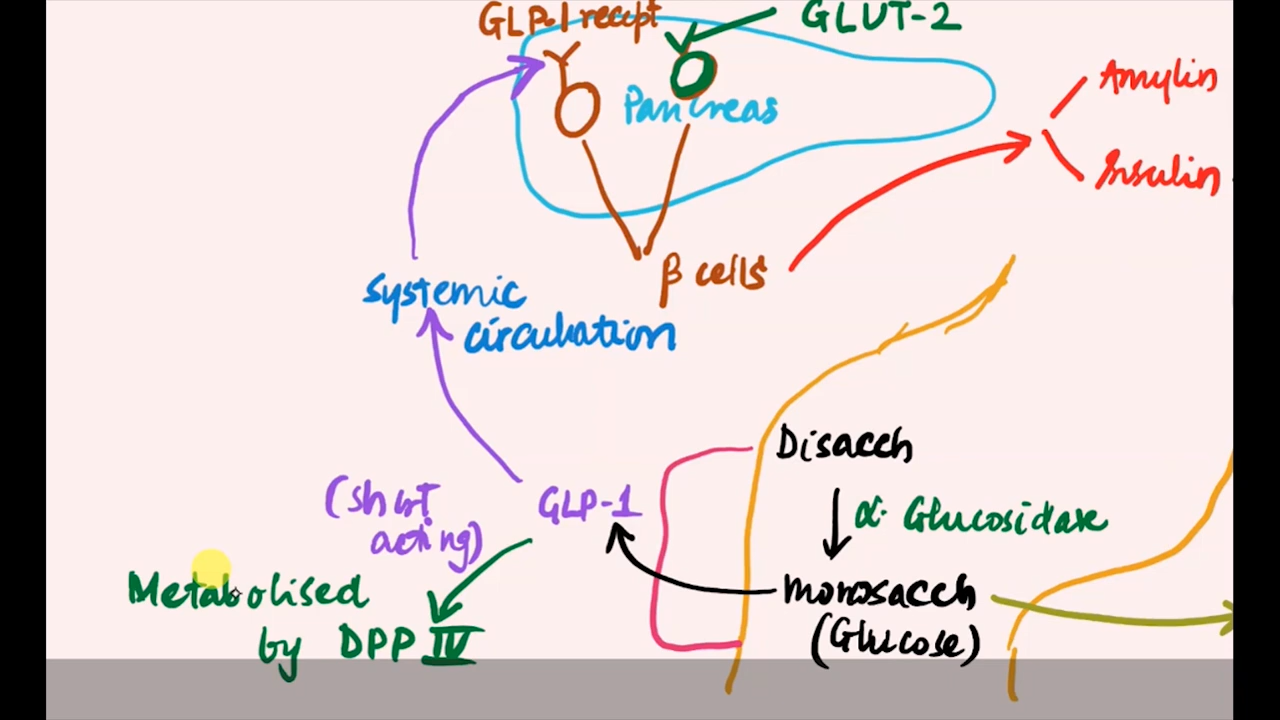 GLP-1 recept
GLUT-2
Pancreas
Amylin
Insulin
β cells
systemic
circulation
Disacch
α- Glucosidase
(short
acting)
GLP-1
Metabolised
by DPP IV
monosacch
(Glucose)